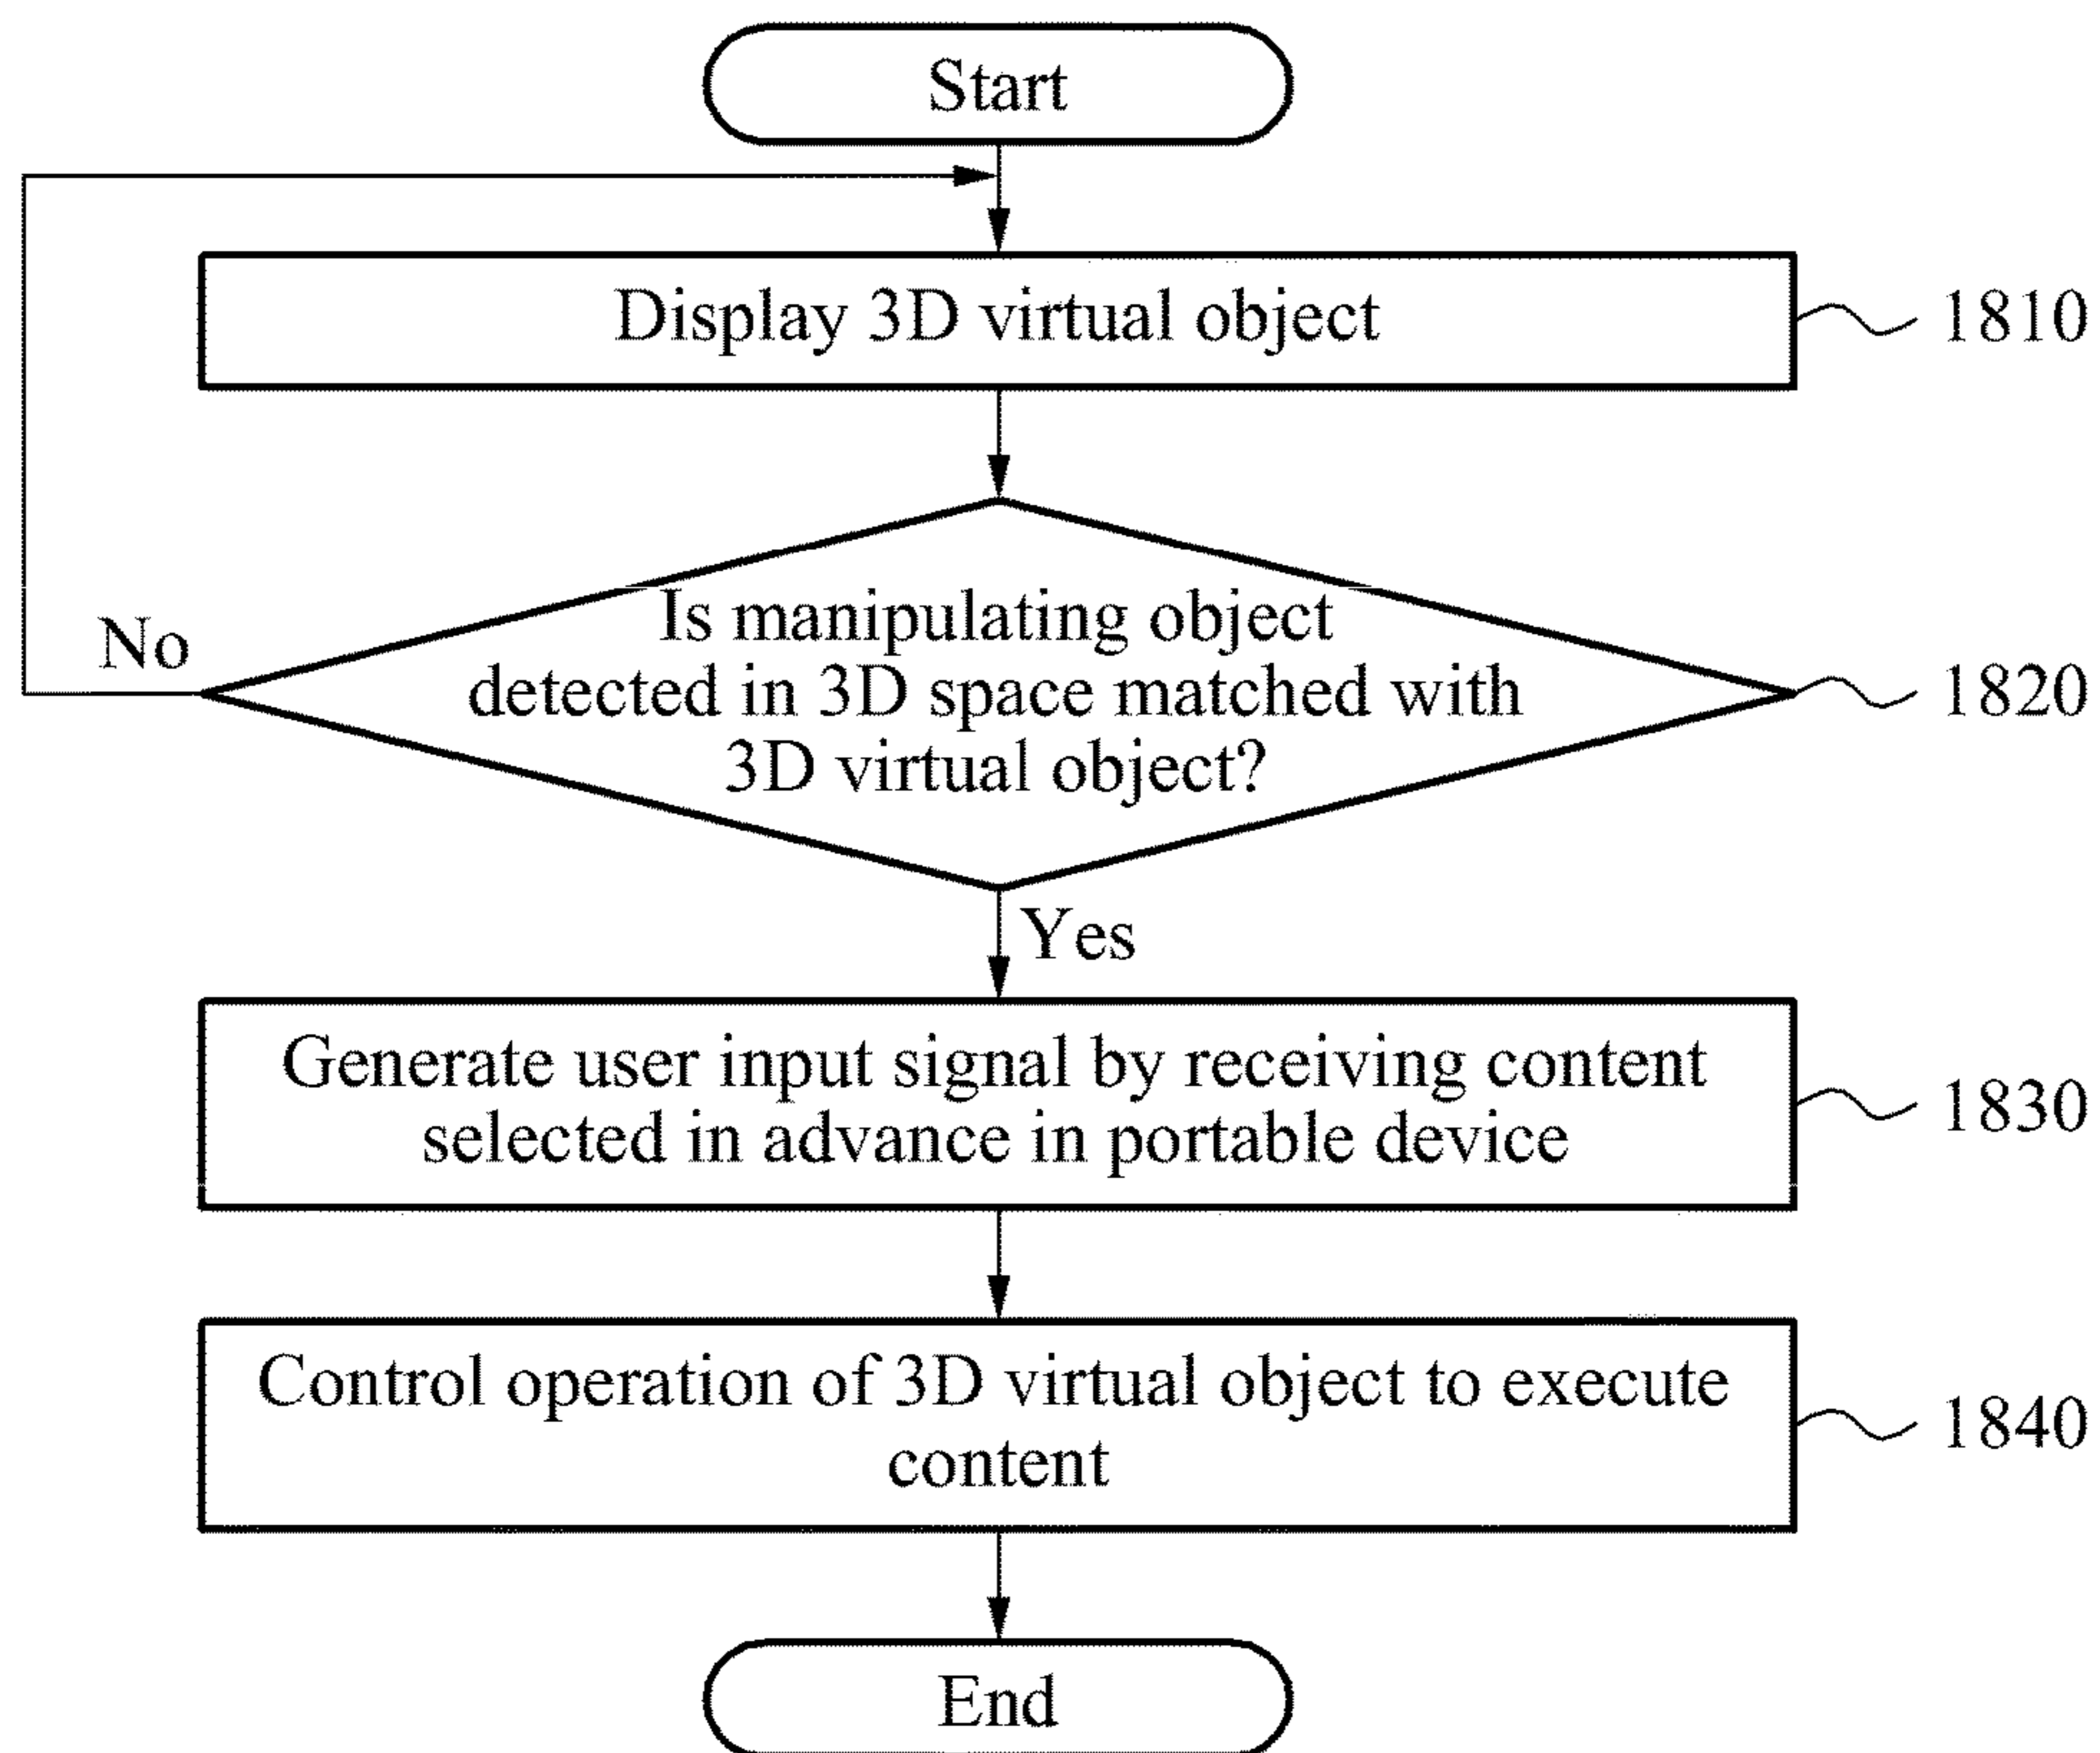 Start
Display 3D virtual object
1810
Is manipulating object
detected in 3D space matched with
3D virtual object?
1820
No
Yes
Generate user input signal by receiving content
selected in advance in portable device
1830
Control operation of 3D virtual object to execute
content
1840
End